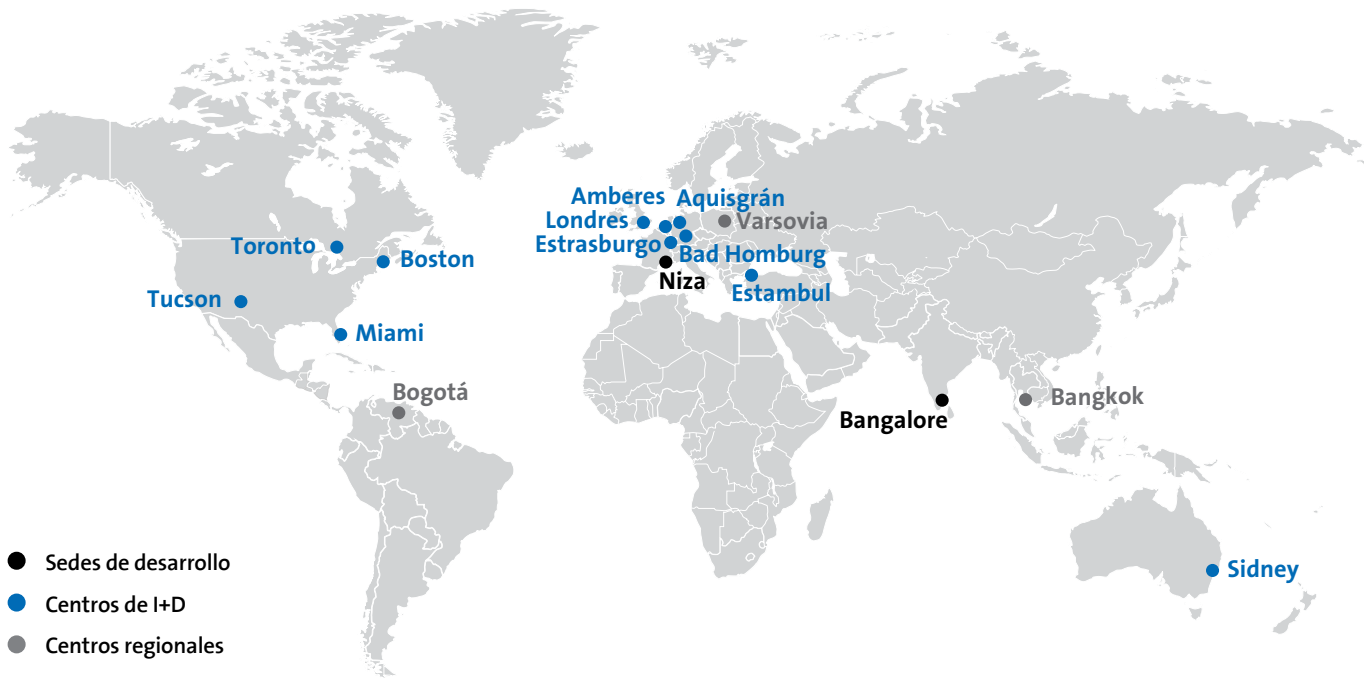 Amberes
Aquisgrán
Londres
Varsovia
Estrasburgo
Bad Homburg
Toronto
Boston
Niza
Estambul
Tucson
Miami
Bogotá
Bangkok
Bangalore
Sedes de desarrollo
Sidney
Centros de I+D
Centros regionales